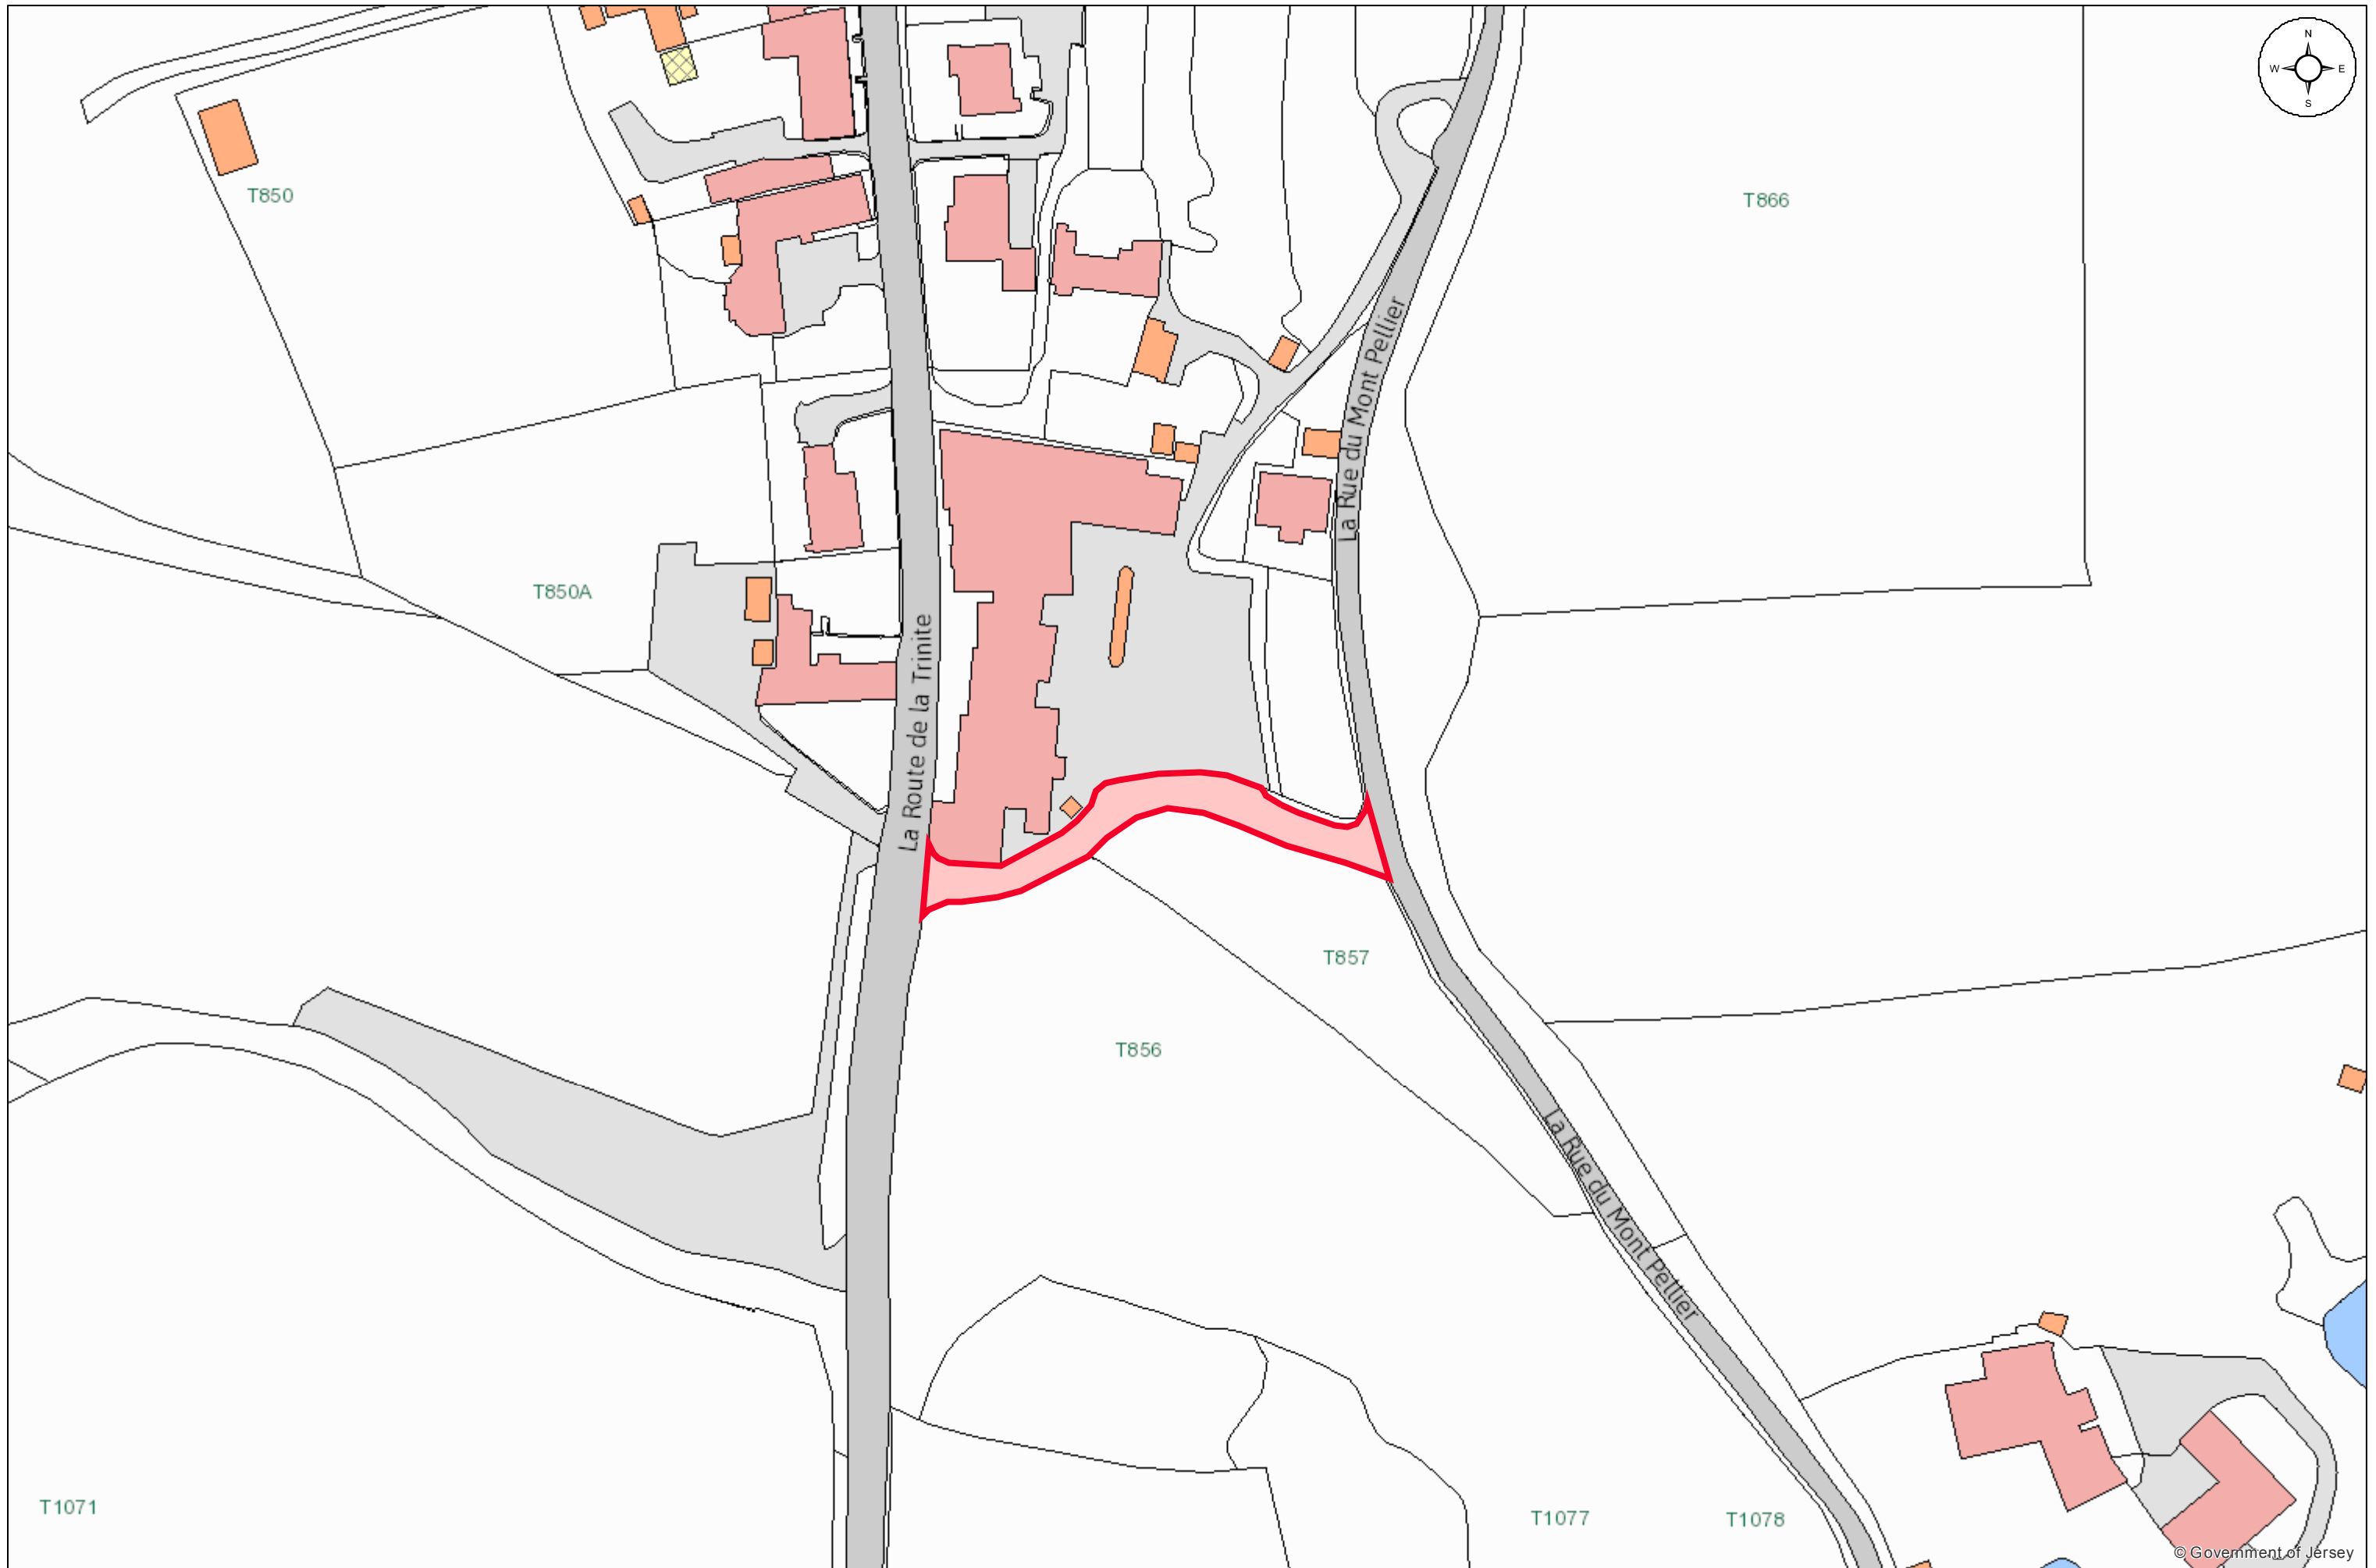 N
W E
S
T850
T866
La Rue du Mont Pellier
T850A
La Route de la Trinite
T857
T856
La Rue du Mont Pellier
T1071
T1077
T1078
© Government of Jersey